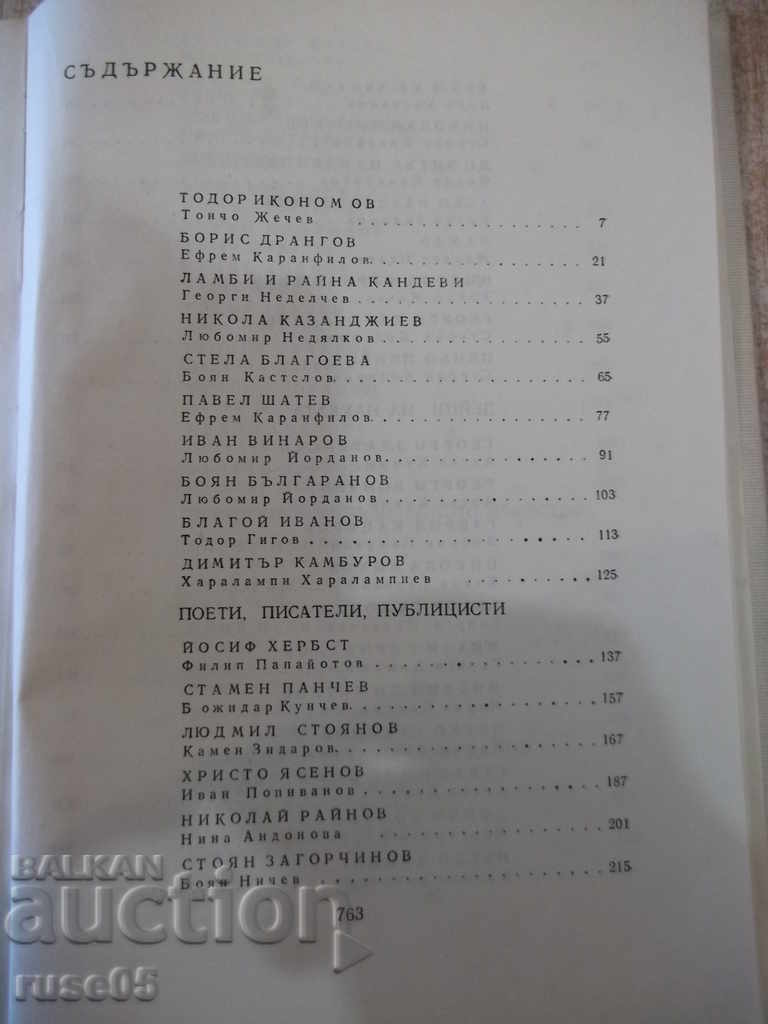 СЪДЪРЖАНИЕ
ТОДОР ИКОНОМОВ
Тончо Жечев . . . . . . . . . . . . . . . 7
БОРИС ДРАНГОВ
Ефрем Каранфилов. . . . . . . . . . . . . 21
ЛАМБИ И РАЙНА КАНДЕВИ
Георги Неделчев . . . . . . . . . . . . . 37
НИКОЛА КАЗАНДЖИЕВ
Любомир Недялков . . . . . . . . . . . . 55
СТЕЛА БЛАГОЕВА
Боян Кастелов. . . . . . . . . . . . . . . 65
ПАВЕЛ ШАТЕВ
Ефрем Каранфилов. . . . . . . . . . . . . 77
ИВАН ВИНАРОВ
Любомир Йорданов. . . . . . . . . . . . . 91
БОЯН БЪЛГАРАНОВ
Любомир Йорданов . . . . . . . . . . . . 103
БЛАГОЙ ИВАНОВ
Тодор Гигов . . . . . . . . . . . . . . . 113
ДИМИТЪР КАМБУРОВ
Харалампи Харалампиев . . . . . . . . 125
ПОЕТИ, ПИСАТЕЛИ, ПУБЛИЦИСТИ
ЙОСИФ ХЕРБСТ
Филип Папайотов . . . . . . . . . . . . . 137
СТАМЕН ПАНЧЕВ
Божидар Кунчев. . . . . . . . . . . . . . 157
ЛЮДМИЛ СТОЯНОВ
Камен Зидаров. . . . . . . . . . . . . . . 167
ХРИСТО ЯСЕНОВ
Иван Попиванов . . . . . . . . . . . . . . 187
НИКОЛАЙ РАЙНОВ
Нина Андонова . . . . . . . . . . . . . . 201
СТОЯН ЗАГОРЧИНОВ
Боян Ничев . . . . . . . . . . . . . . . . 215
763
BALKAN
auction
ruse05